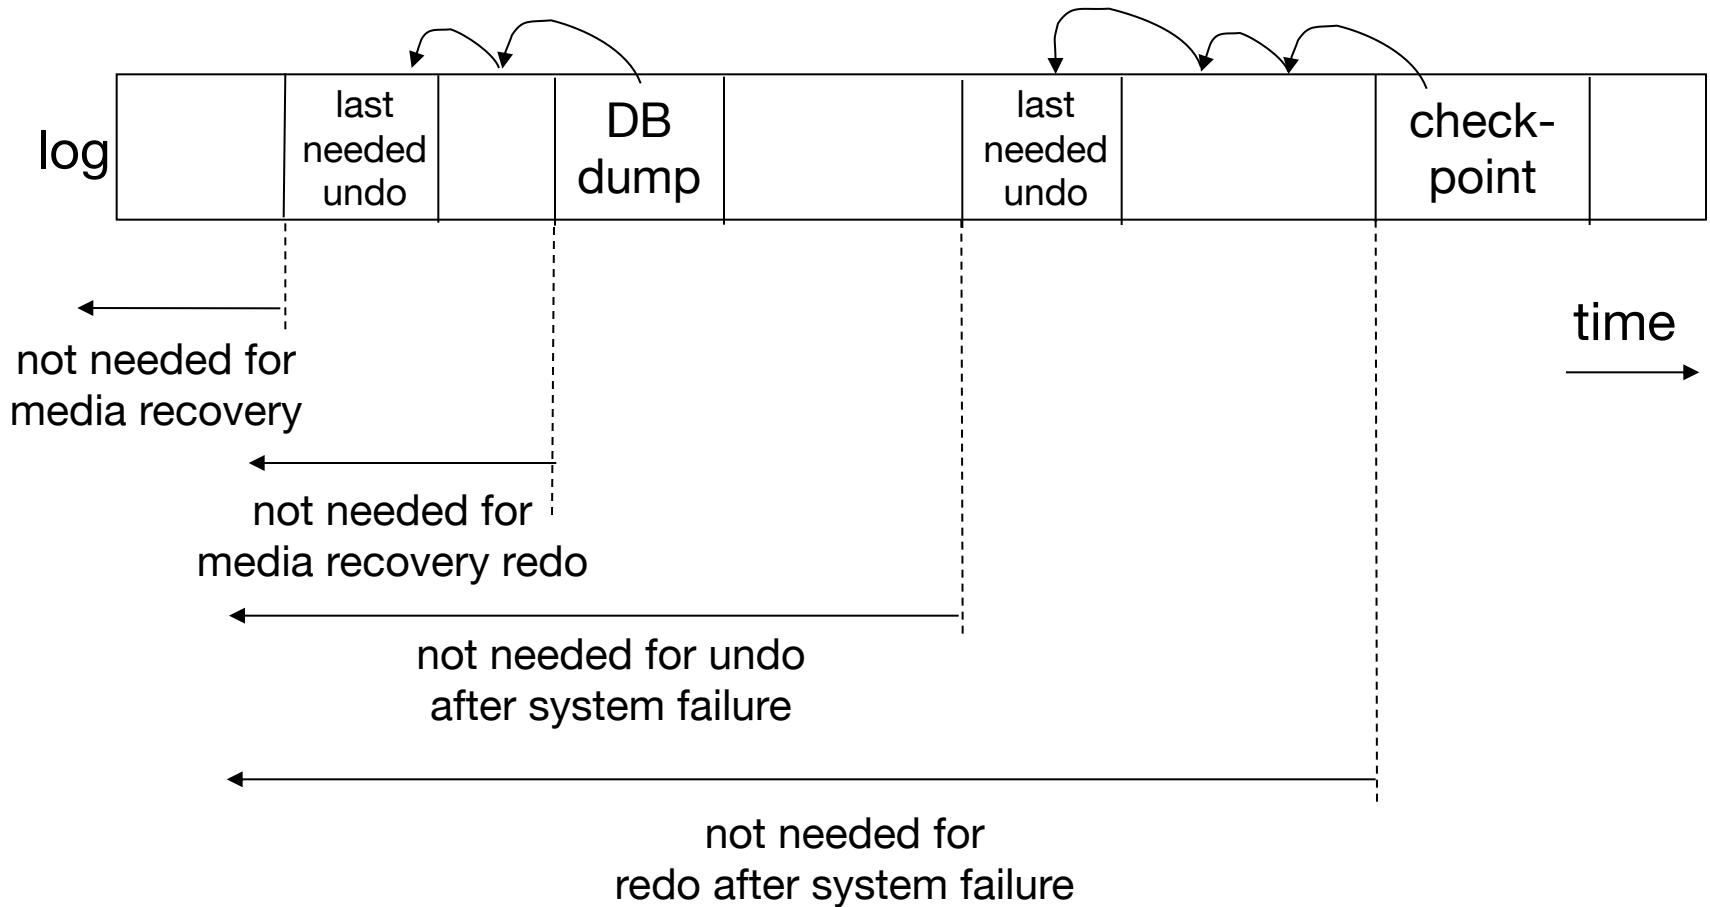 log
last
needed
undo
DB
dump
last
needed
undo
check-
point
time
not needed for
media recovery
not needed for
media recovery redo
not needed for undo
after system failure
not needed for
redo after system failure